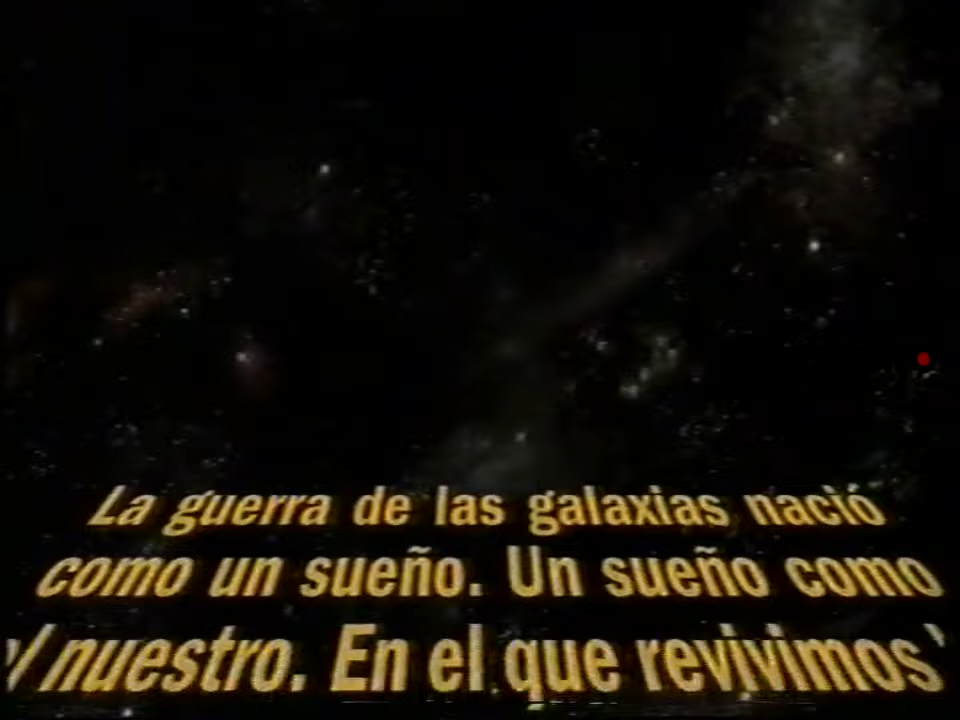 La guerra de las galaxias nació
como un sueño. Un sueño como
nuestro. En el que revivimos